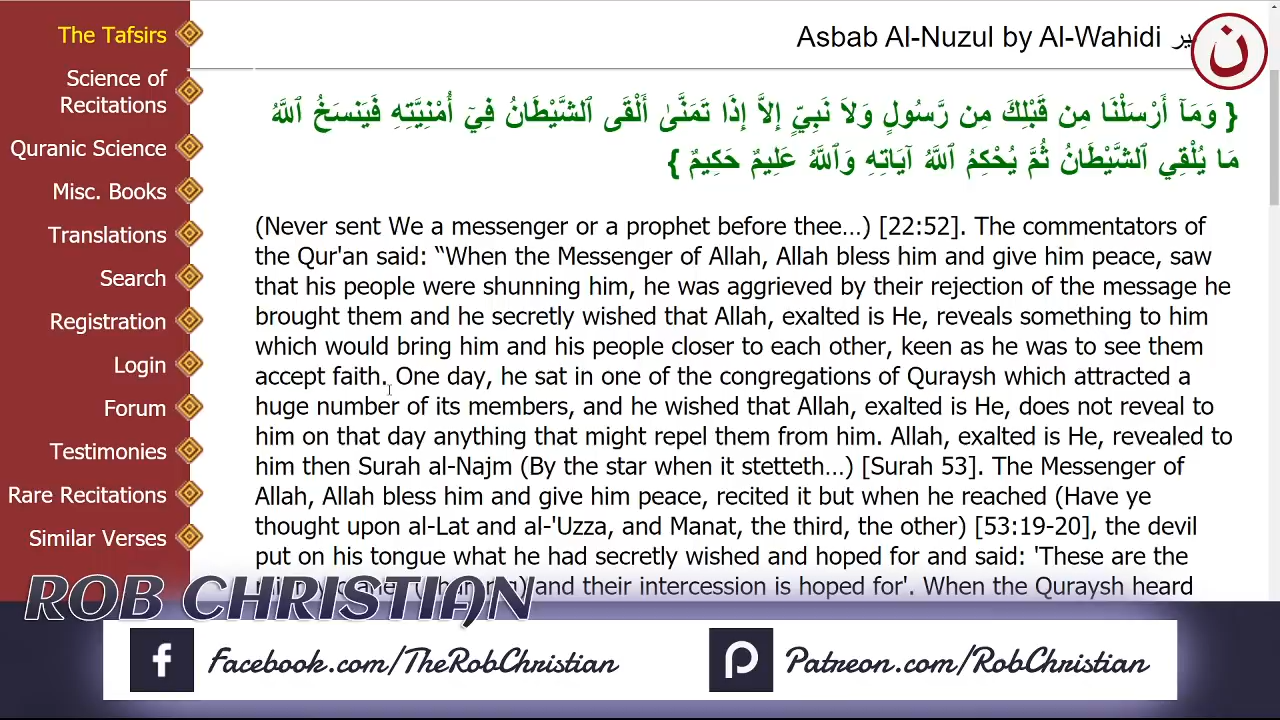 The Tafsirs
Science of
Recitations
Quranic Science
Misc. Books
Translations
Search
Registration
Login
Forum
Testimonies
Rare Recitations
Similar Verses
Asbab Al-Nuzul by Al-Wahidi
ن
{ وَمَآ أَرْسَلْنَا مِن قَبْلِكَ مِن رَّسُولٍ وَلاَ نَبِيٍّ إِلاَّ إِذَا تَمَنَّىٰ أَلْقَى ٱلشَّيْطَانُ فِيۤ أُمْنِيَّتِهِ فَيَنسَخُ ٱللَّهُ
مَا يُلْقِي ٱلشَّيْطَانُ ثُمَّ يُحْكِمُ ٱللَّهُ آيَاتِهِ وَٱللَّهُ عَلِيمٌ حَكِيمٌ }
(Never sent We a messenger or a prophet before thee…) [22:52]. The commentators of
the Qur'an said: “When the Messenger of Allah, Allah bless him and give him peace, saw
that his people were shunning him, he was aggrieved by their rejection of the message he
brought them and he secretly wished that Allah, exalted is He, reveals something to him
which would bring him and his people closer to each other, keen as he was to see them
accept faith. One day, he sat in one of the congregations of Quraysh which attracted a
huge number of its members, and he wished that Allah, exalted is He, does not reveal to
him on that day anything that might repel them from him. Allah, exalted is He, revealed to
him then Surah al-Najm (By the star when it stetteth…) [Surah 53]. The Messenger of
Allah, Allah bless him and give him peace, recited it but when he reached (Have ye
thought upon al-Lat and al-'Uzza, and Manat, the third, the other) [53:19-20], the devil
put on his tongue what he had secretly wished and hoped for and said: 'These are the
and their intercession is hoped for'. When the Quraysh heard
ROB CHRISTIAN
Facebook.com/TheRobChristian
Patreon.com/RobChristian